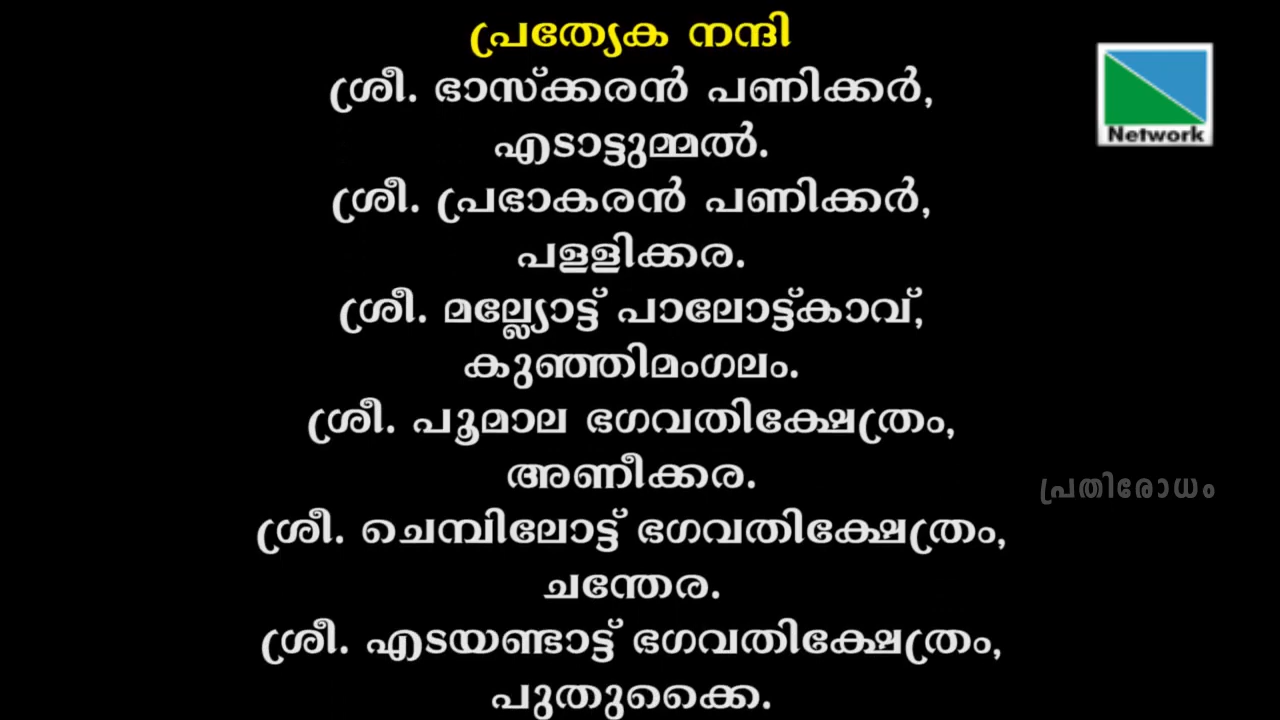 പ്രത്യേക നന്ദി
ശ്രീ. ഭാസ്ക്കരൻ പണിക്കർ,
എടാട്ടുമ്മൽ.
ശ്രീ. പ്രഭാകരൻ പണിക്കർ,
പള്ളിക്കര.
ശ്രീ. മല്ല്യോട്ട് പാലോട്ട്കാവ്,
കുഞ്ഞിമംഗലം.
ശ്രീ. പൂമാല ഭഗവതിക്ഷേത്രം,
അണീക്കര.
ശ്രീ. ചെമ്പിലോട്ട് ഭഗവതിക്ഷേത്രം,
ചന്തേര.
ശ്രീ. എടയണ്ടാട്ട് ഭഗവതിക്ഷേത്രം,
പുതുക്കൈ.
Network
പ്രതിരോധം